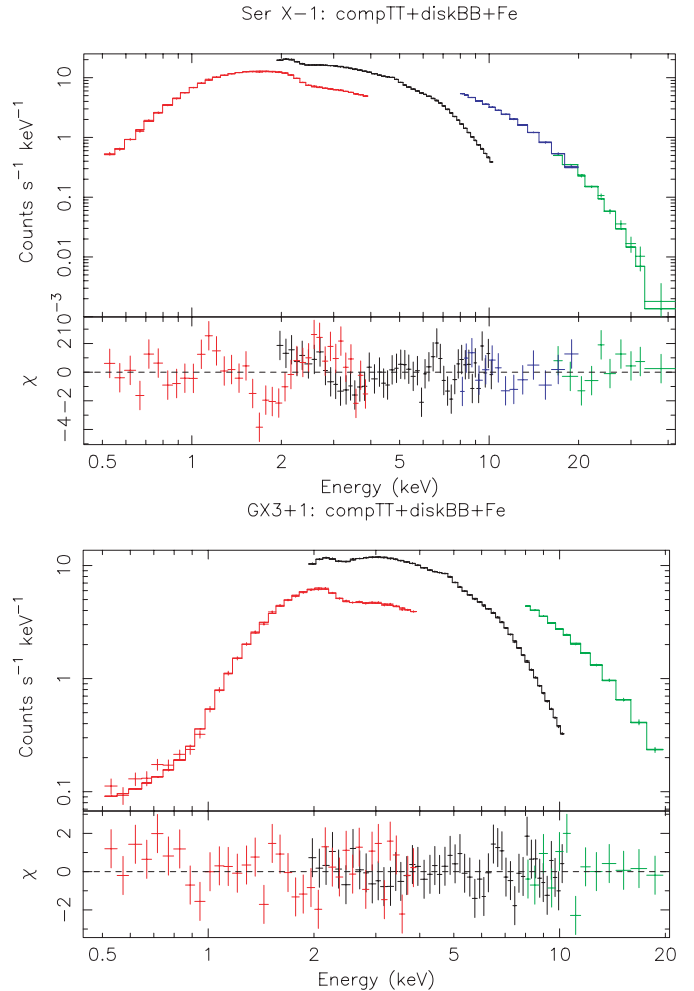 Ser X−1: compTT+diskBB+Fe
Counts s−1 keV−1
10
1
0.1
0.01
10−3
χ
2
0
−2
−4
0.5 1 2 5 10 20
Energy (keV)
GX3+1: compTT+diskBB+Fe
Counts s−1 keV−1
10
1
0.1
χ
2
0
−2
0.5 1 2 5 10 20
Energy (keV)